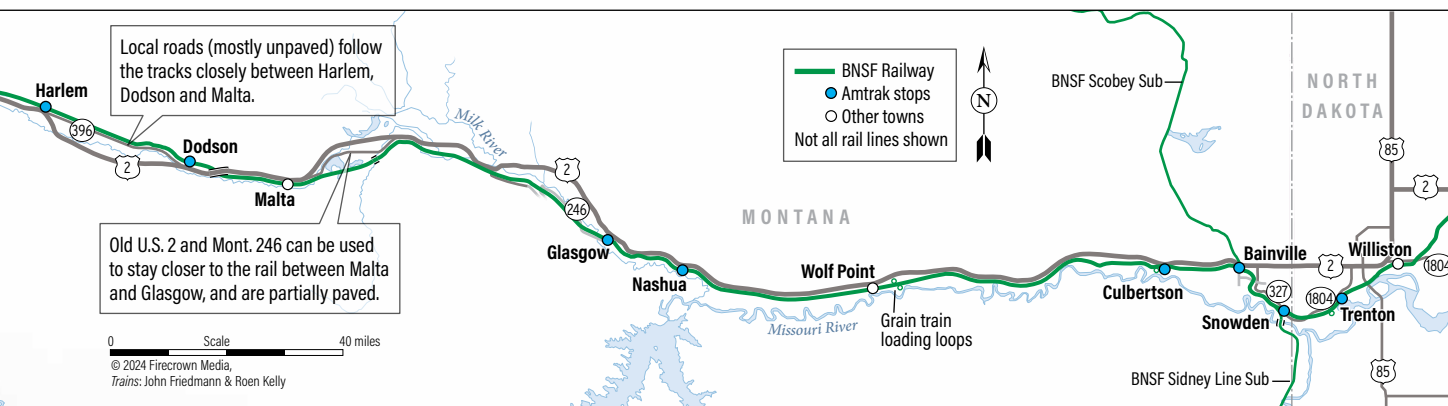 Local roads (mostly unpaved) follow
the tracks closely between Harlem,
Dodson and Malta.
Harlem
396
2
Dodson
Malta
Old U.S. 2 and Mont. 246 can be used
to stay closer to the rail between Malta
and Glasgow, and are partially paved.
0 Scale 40 miles
© 2024 Firecrown Media,
Trains: John Friedmann & Roen Kelly
Milk River
2
246
Glasgow
Nashua
MONTANA
BNSF Railway
Amtrak stops
Other towns
Not all rail lines shown
N
Wolf Point
Missouri River
Grain train
loading loops
BNSF Scobey Sub
NORTH
DAKOTA
85
2
Culbertson
Bainville
2
Williston
1804
327
1804
Snowden
Trenton
BNSF Sidney Line Sub
85